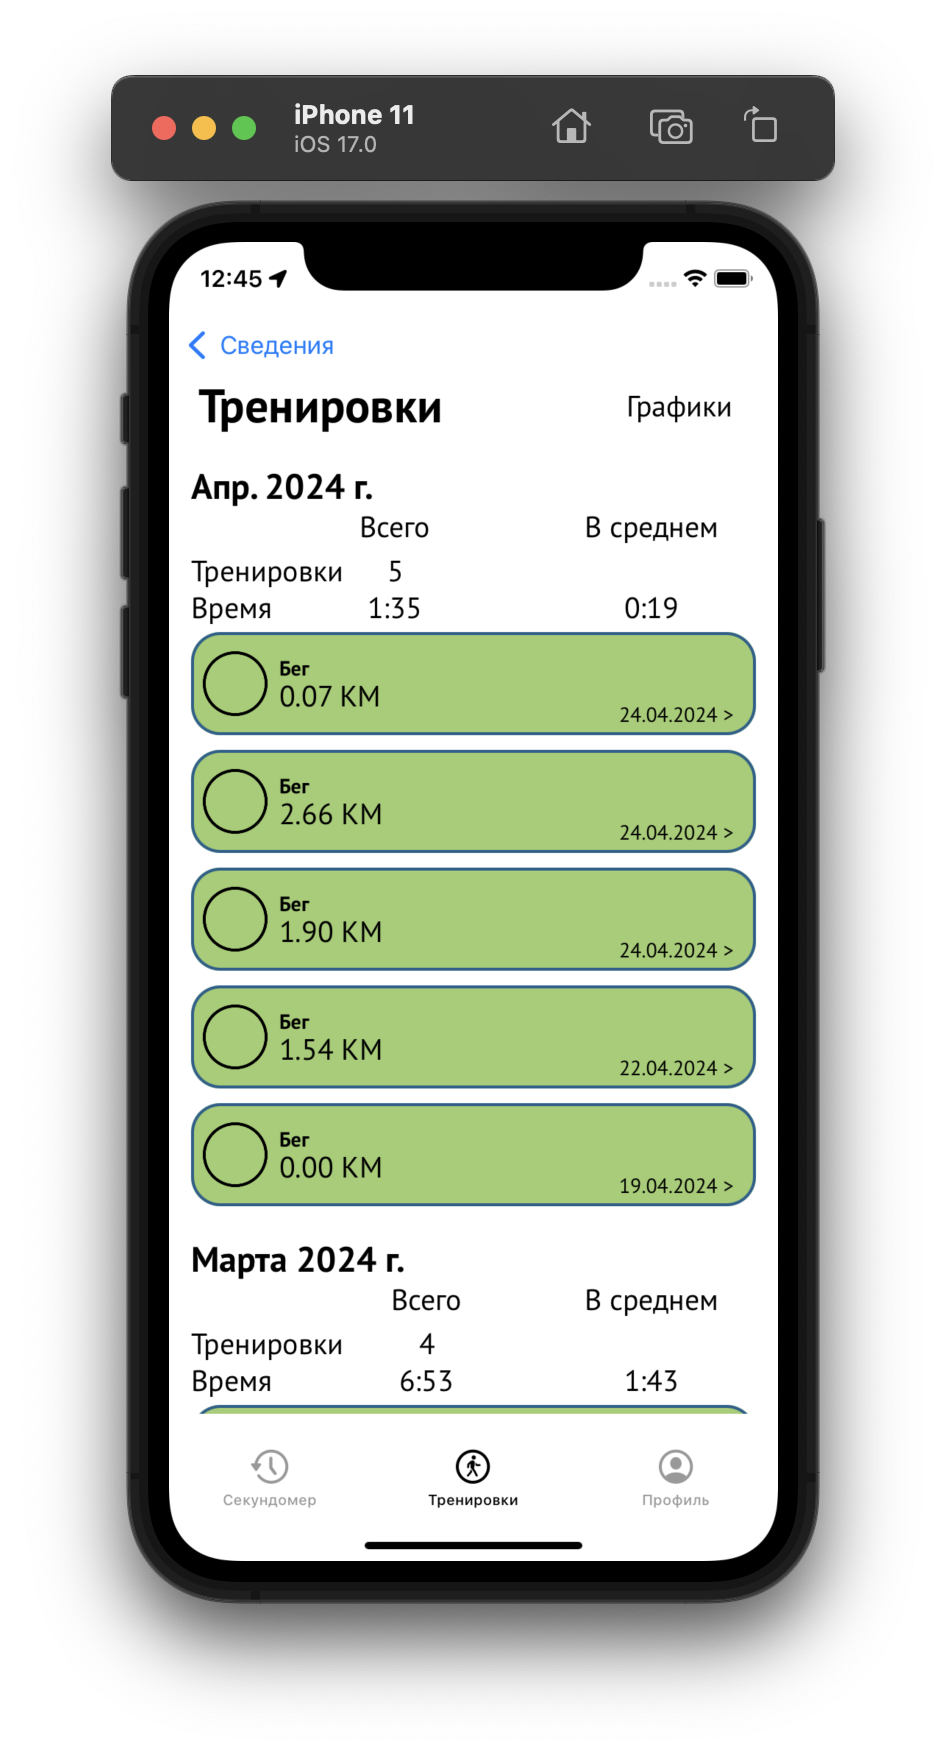 iPhone 11
iOS 17.0
12:45
Сведения
Тренировки Графики
Апр. 2024 г.
Всего В среднем
Тренировки 5
Время 1:35 0:19
Бег
0.07 КМ
24.04.2024 >
Бег
2.66 КМ
24.04.2024 >
Бег
1.90 КМ
24.04.2024 >
Бег
1.54 КМ
22.04.2024 >
Бег
0.00 КМ
19.04.2024 >
Марта 2024 г.
Всего В среднем
Тренировки 4
Время 6:53 1:43
Секундомер Тренировки Профиль